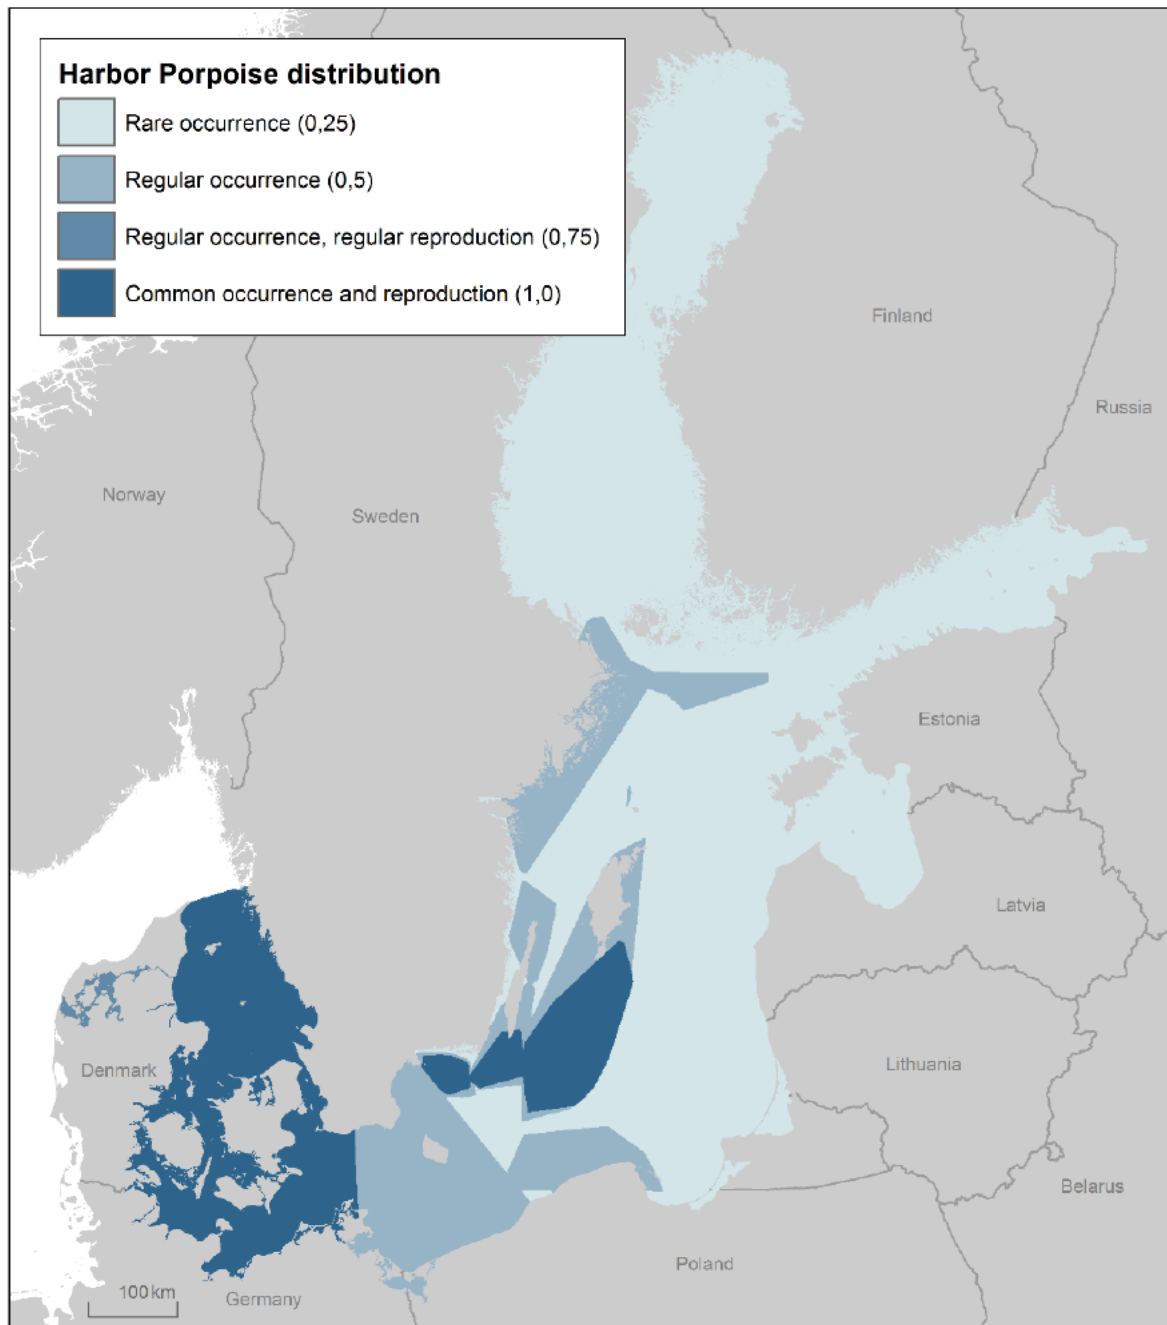 Harbor Porpoise distribution
Rare occurrence (0,25)
Regular occurrence (0,5)
Regular occurrence, regular reproduction (0,75)
Common occurrence and reproduction (1,0)
Finland
Russia
Norway
Sweden
Estonia
Latvia
Lithuania
Denmark
Belarus
Poland
100 km
Germany